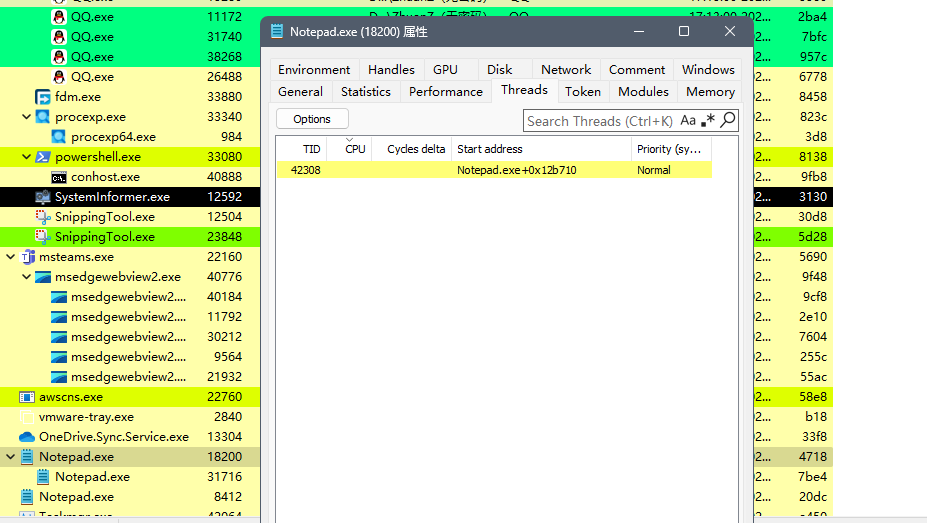 QQ.exe 11172 2ba4
Notepad.exe (18200) 属性
QQ.exe 31740 7bfc
QQ.exe 38268 957c
Environment Handles GPU Disk Network Comment Windows
QQ.exe 26488 6778
General Statistics Performance Threads Token Modules Memory
fdm.exe 33880 8458
procexp.exe 33340 823c
Options Search Threads (Ctrl+K) Aa .*
procexp64.exe 984 3d8
TID CPU Cycles delta Start address Priority (sy...
powershell.exe 33080 8138
42308 Notepad.exe+0x12b710 Normal
conhost.exe 40888 9fb8
SystemInformer.exe 12592 3130
SnippingTool.exe 12504 30d8
SnippingTool.exe 23848 5d28
msteams.exe 22160 5690
msedgewebview2.exe 40776 9f48
msedgewebview2.... 40184 9cf8
msedgewebview2.... 11792 2e10
msedgewebview2.... 30212 7604
msedgewebview2.... 9564 255c
msedgewebview2.... 21932 55ac
awscns.exe 22760 58e8
vmware-tray.exe 2840 b18
OneDrive.Sync.Service.exe 13304 33f8
Notepad.exe 18200 4718
Notepad.exe 31716 7be4
Notepad.exe 8412 20dc